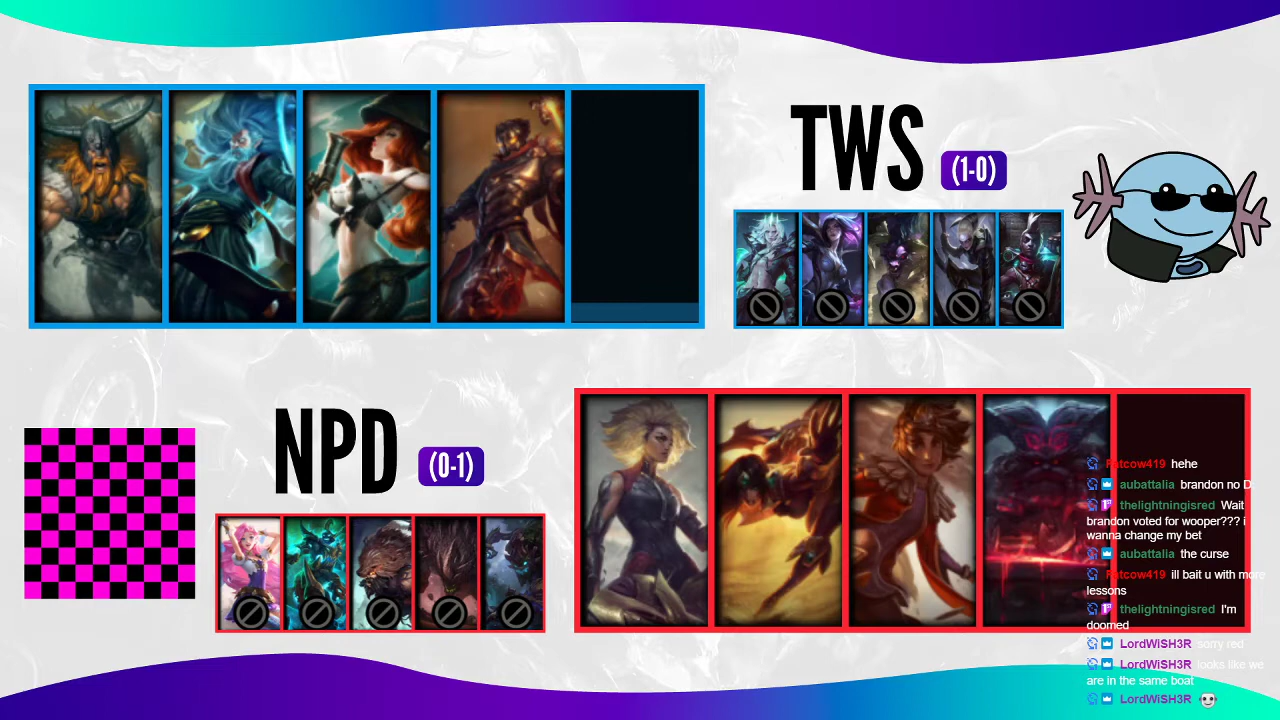 TWS
(1-0)
NPD
(0-1)
Fatcow419 hehe
aubattalia brandon no D
thelightningisred Wait
brandon voted for wooper??? i
wanna change my bet
aubattalia the curse
Fatcow419 ill bait u with more
lessons
thelightningisred I'm
doomed
LordWiSH3R sorry red
LordWiSH3R looks like we
are in the same boat
LordWiSH3R